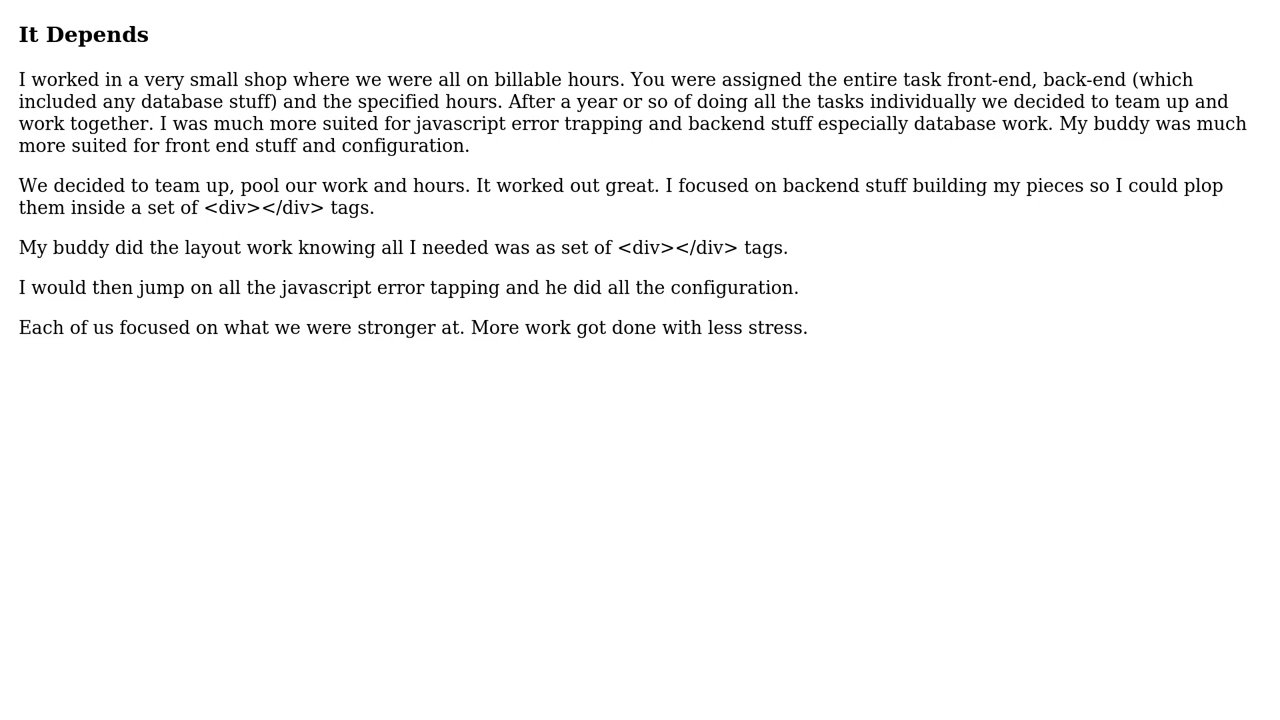 It Depends
I worked in a very small shop where we were all on billable hours. You were assigned the entire task front-end, back-end (which
included any database stuff) and the specified hours. After a year or so of doing all the tasks individually we decided to team up and
work together. I was much more suited for javascript error trapping and backend stuff especially database work. My buddy was much
more suited for front end stuff and configuration.
We decided to team up, pool our work and hours. It worked out great. I focused on backend stuff building my pieces so I could plop
them inside a set of <div></div> tags.
My buddy did the layout work knowing all I needed was as set of <div></div> tags.
I would then jump on all the javascript error tapping and he did all the configuration.
Each of us focused on what we were stronger at. More work got done with less stress.